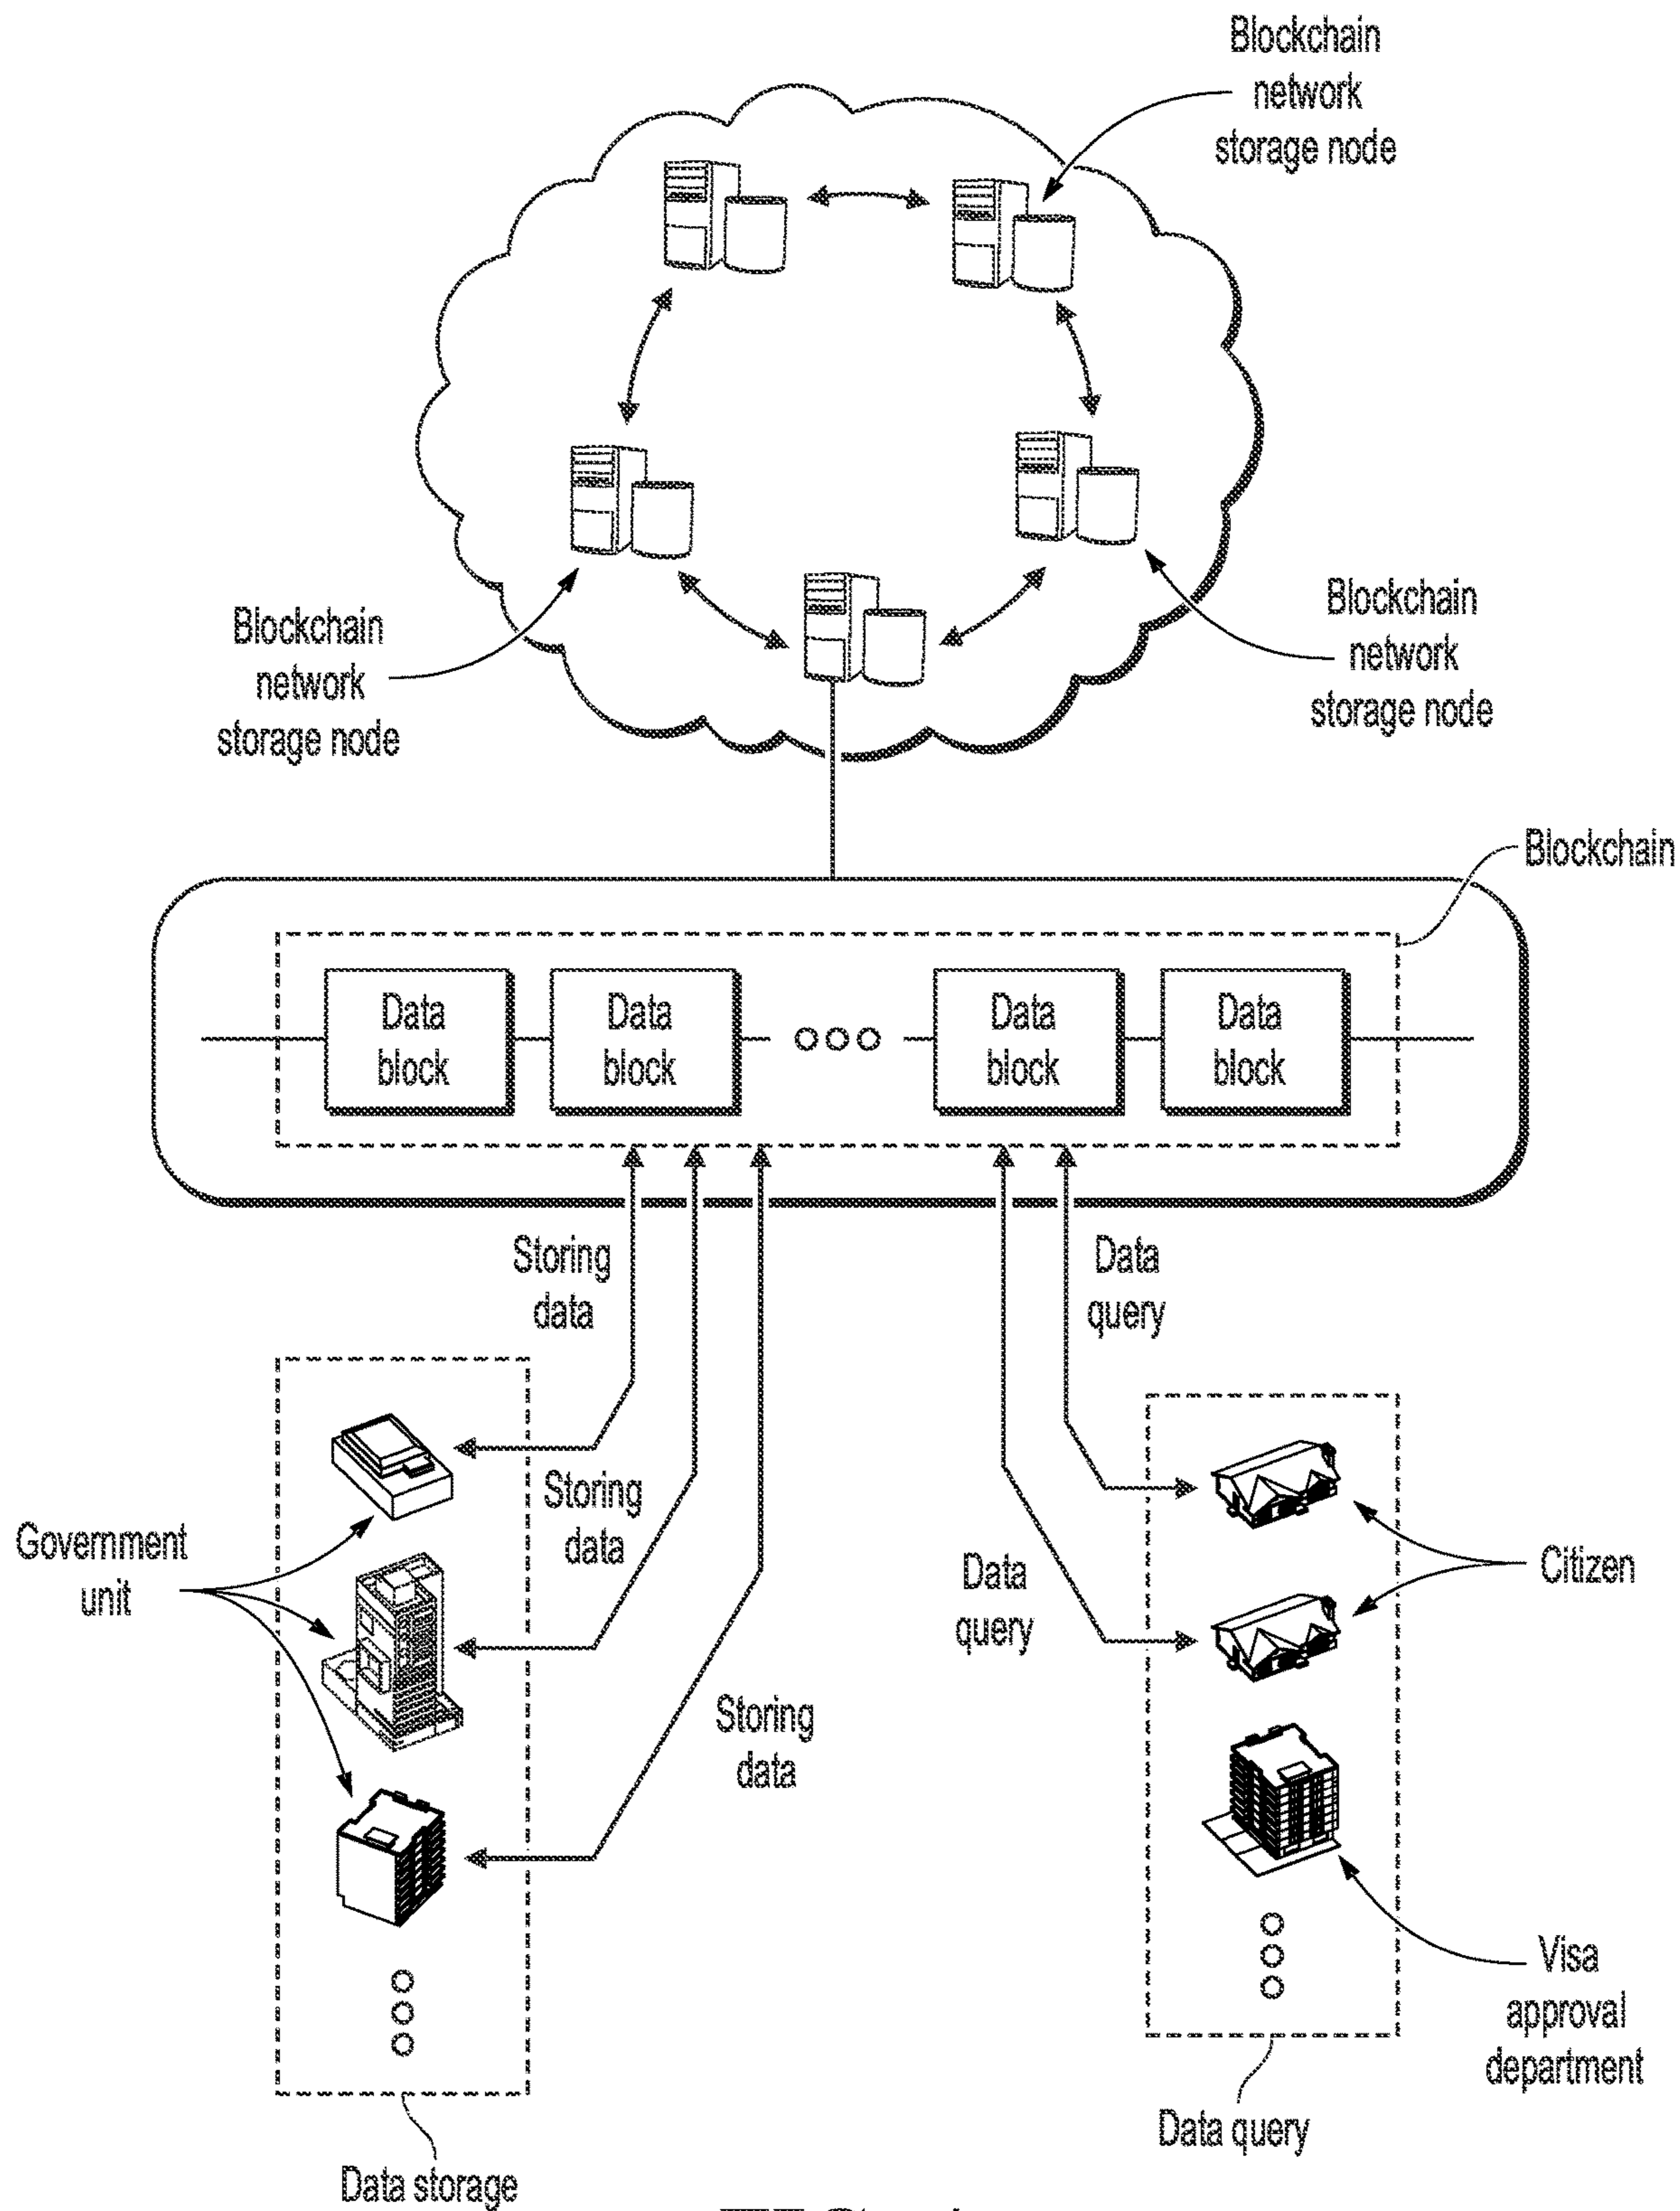 Blockchain
network
storage node
Blockchain
network
storage node
Blockchain
network
storage node
Blockchain
Data
block
Data
block
Data
block
Data
block
Storing
data
Data
query
Storing
data
Government
unit
Data
query
Citizen
Storing
data
Visa
approval
department
Data query
Data storage